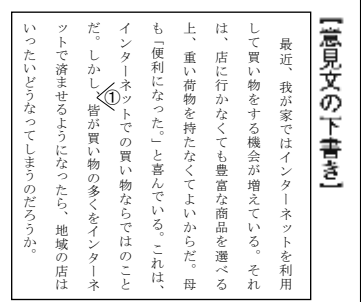 【意見文の下書き】
　最近、我が家ではインターネットを利用
して買い物をする機会が増えている。それ
は、店に行かなくても豊富な商品を選べる
上、重い荷物を持たなくてよいからだ。母
も「便利になった。」と喜んでいる。これは、
インターネットでの買い物ならではのこと
だ。しかし、皆が買い物の多くをインターネ
①
ットで済ませるようになったら、地域の店は
いったいどうなってしまうのだろうか。